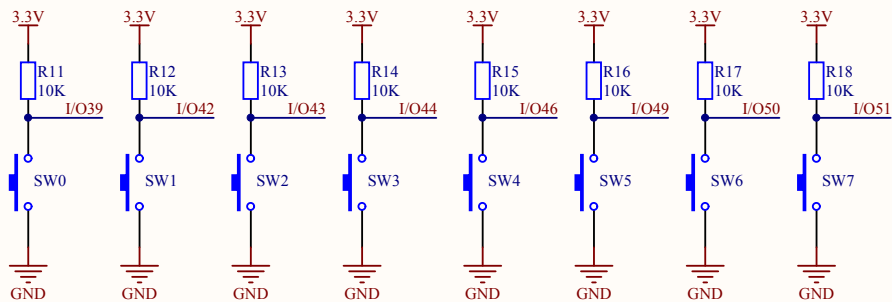 3.3V 3.3V 3.3V 3.3V 3.3V 3.3V 3.3V 3.3V
R11 R12 R13 R14 R15 R16 R17 R18
10K 10K 10K 10K 10K 10K 10K 10K
I/O39 I/O42 I/O43 I/O44 I/O46 I/O49 I/O50 I/O51
SW0 SW1 SW2 SW3 SW4 SW5 SW6 SW7
GND GND GND GND GND GND GND GND